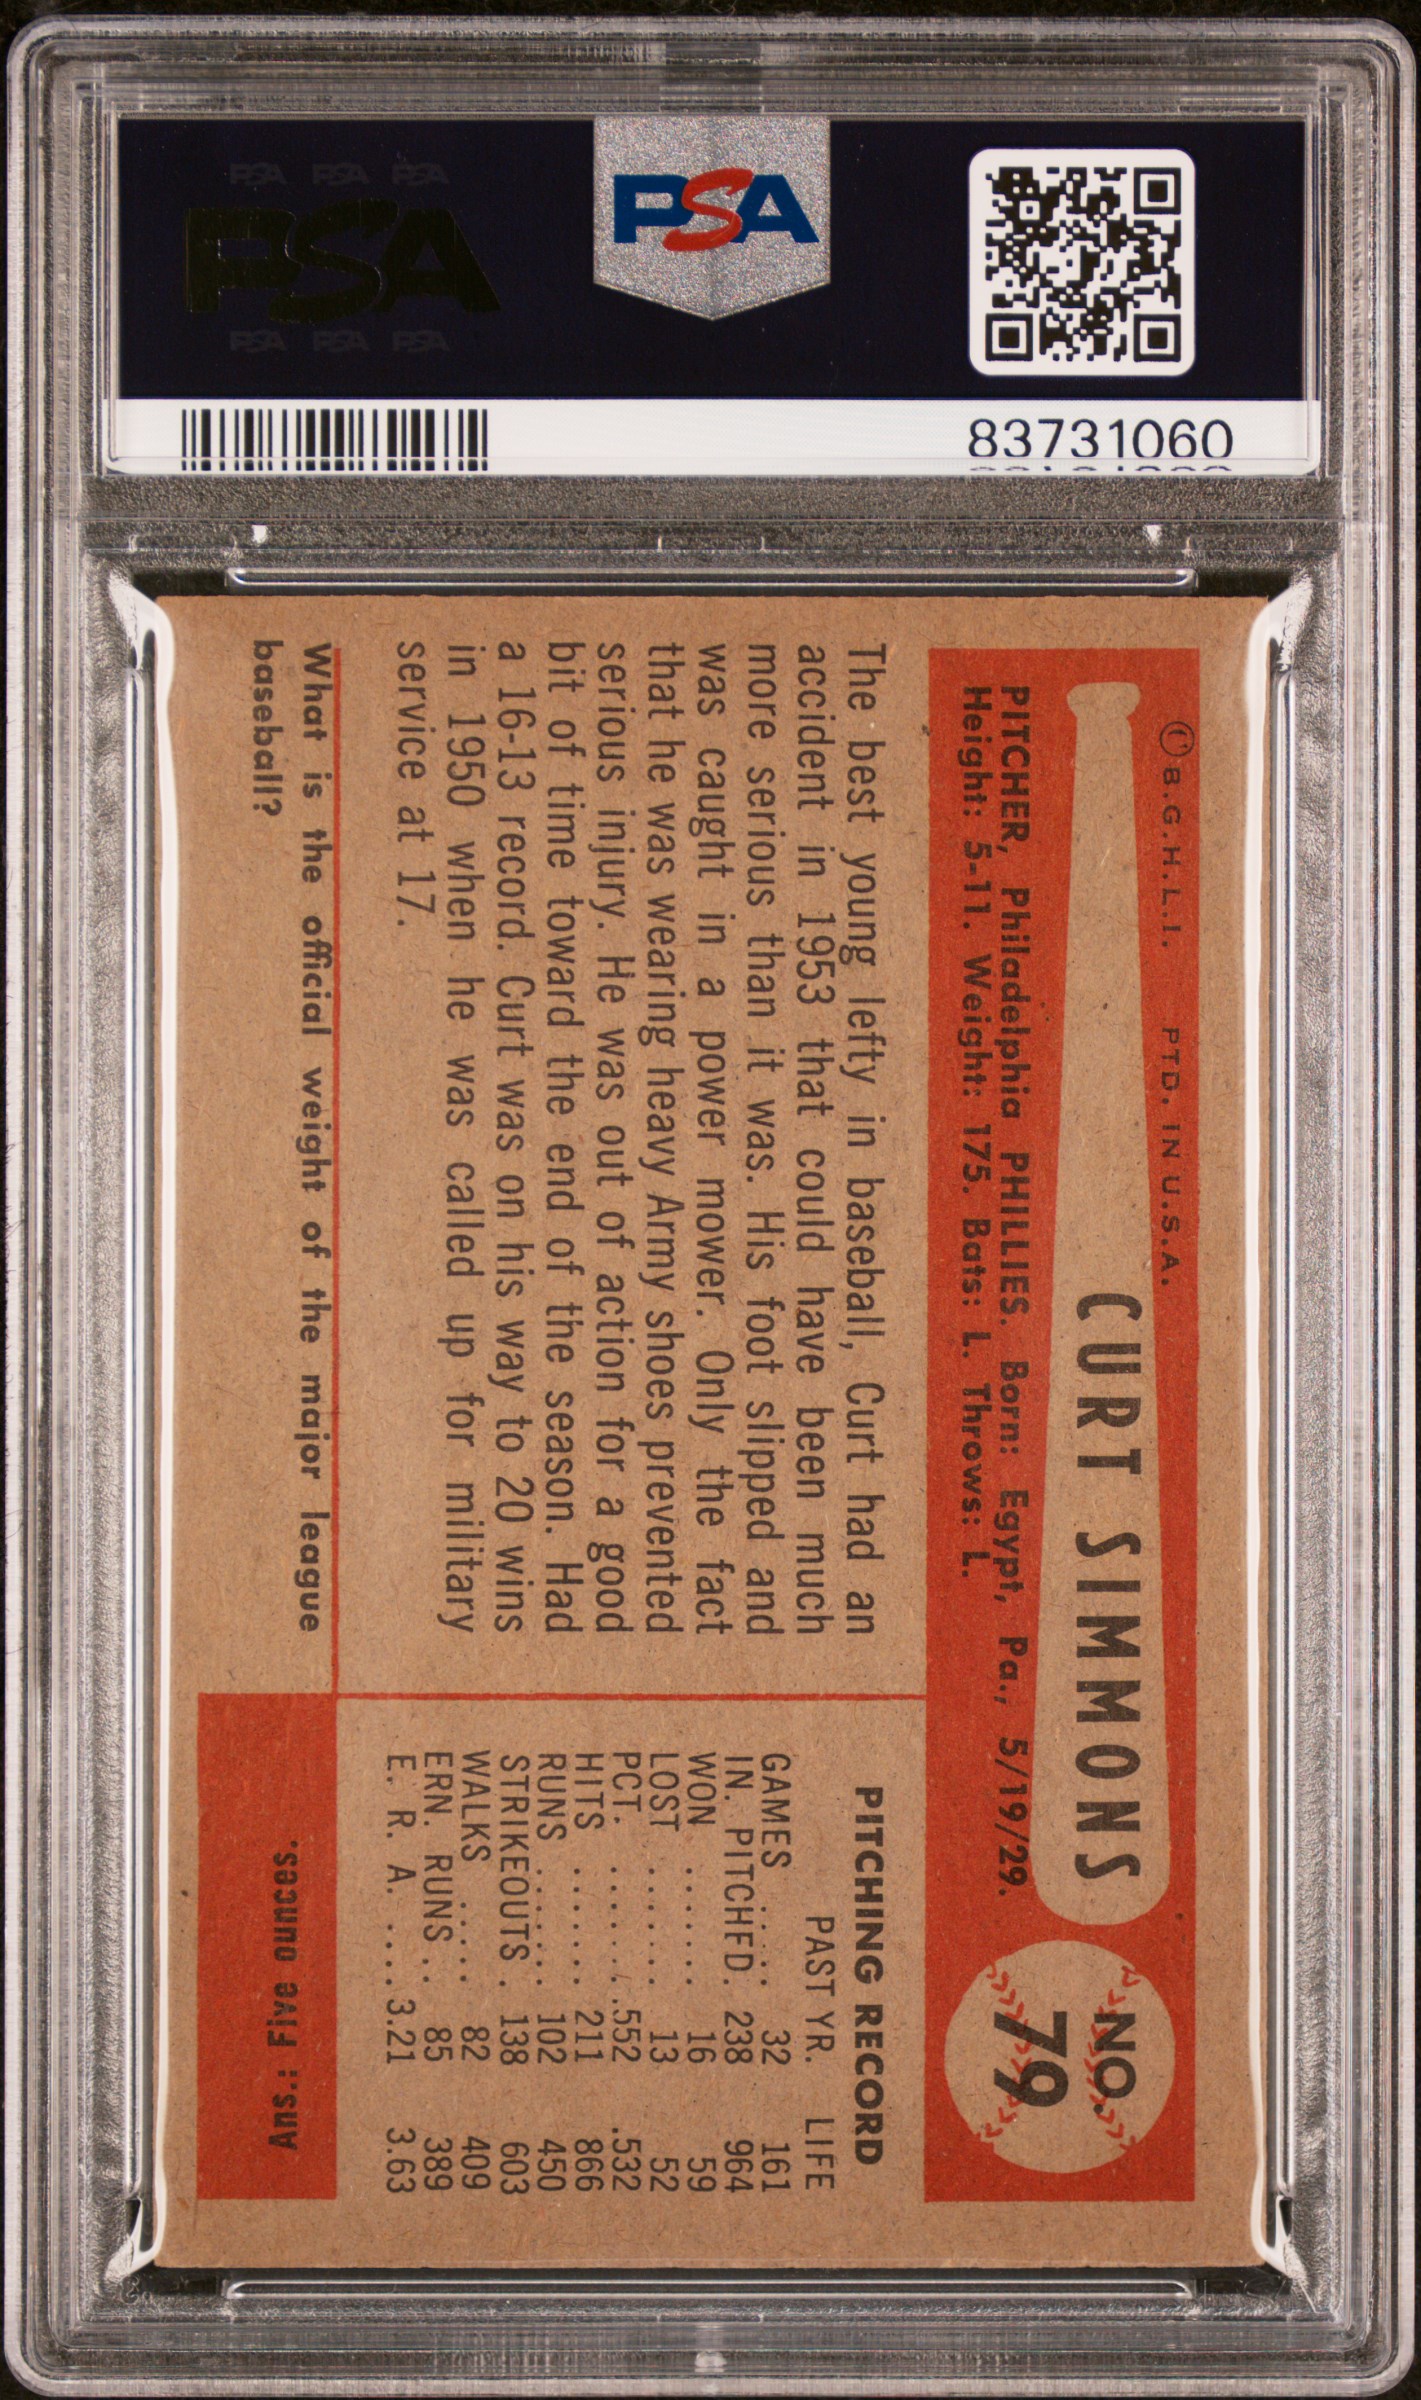 PSA PSA PSA
PSA
PSA PSA PSA
PSA
83731060
© B.G.H.L.I. PTD. IN U.S.A.
CURT SIMMONS
NO.
79
PITCHER, Philadelphia PHILLIES. Born: Egypt, Pa., 5/19/29.
Height: 5-11. Weight: 175. Bats: L. Throws: L.
The best young lefty in baseball, Curt had an
accident in 1953 that could have been much
more serious than it was. His foot slipped and
was caught in a power mower. Only the fact
that he was wearing heavy Army shoes prevented
serious injury. He was out of action for a good
bit of time toward the end of the season. Had
a 16-13 record. Curt was on his way to 20 wins
in 1950 when he was called up for military
service at 17.
PITCHING RECORD
PAST YR. LIFE
GAMES ..... 32 161
IN. PITCHED. 238 964
WON ....... 16 59
LOST ...... 13 52
PCT. ....... .552 .532
HITS ....... 211 866
RUNS ...... 102 450
STRIKEOUTS . 138 603
WALKS ..... 82 409
ERN. RUNS .. 85 389
E. R. A. .... 3.21 3.63
What is the official weight of the major league
baseball?
Ans.: Five ounces.